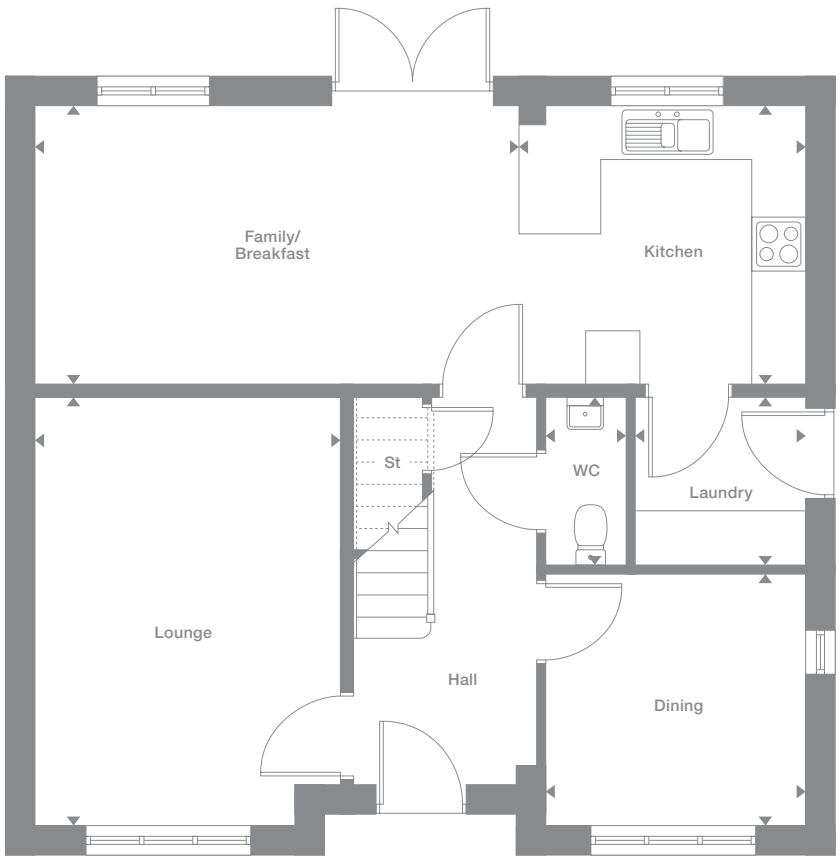 Family/
Breakfast
Kitchen
St
WC
Laundry
Lounge
Hall
Dining